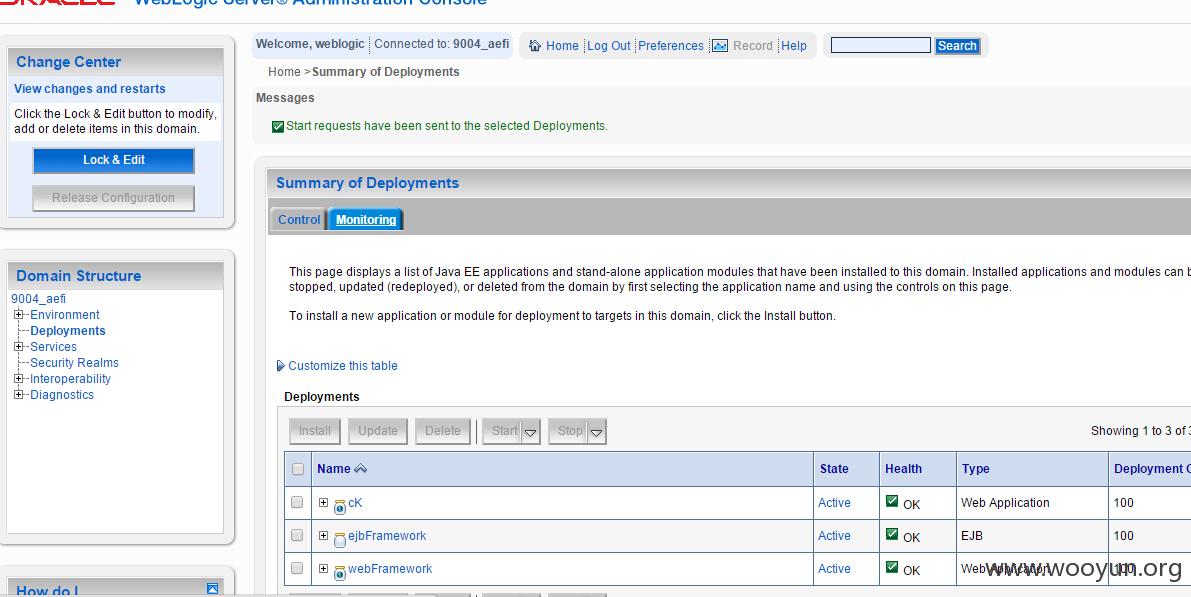 ORACLE WebLogic Server® Administration Console
Change Center
View changes and restarts
Click the Lock & Edit button to modify,
add or delete items in this domain.
Lock & Edit
Release Configuration
Domain Structure
9004_aefi
Environment
Deployments
Services
Security Realms
Interoperability
Diagnostics
How do I
Welcome, weblogic Connected to: 9004_aefi
Home Log Out Preferences Record Help
Search
Home >Summary of Deployments
Messages
Start requests have been sent to the selected Deployments.
Summary of Deployments
Control Monitoring
This page displays a list of Java EE applications and stand-alone application modules that have been installed to this domain. Installed applications and modules can b
stopped, updated (redeployed), or deleted from the domain by first selecting the application name and using the controls on this page.
To install a new application or module for deployment to targets in this domain, click the Install button.
Customize this table
Deployments
Install Update Delete Start Stop
Showing 1 to 3 of 3
Name State Health Type Deployment O
cK Active OK Web Application 100
ejbFramework Active OK EJB 100
webFramework Active OK Web Application 100
www.wooyun.org